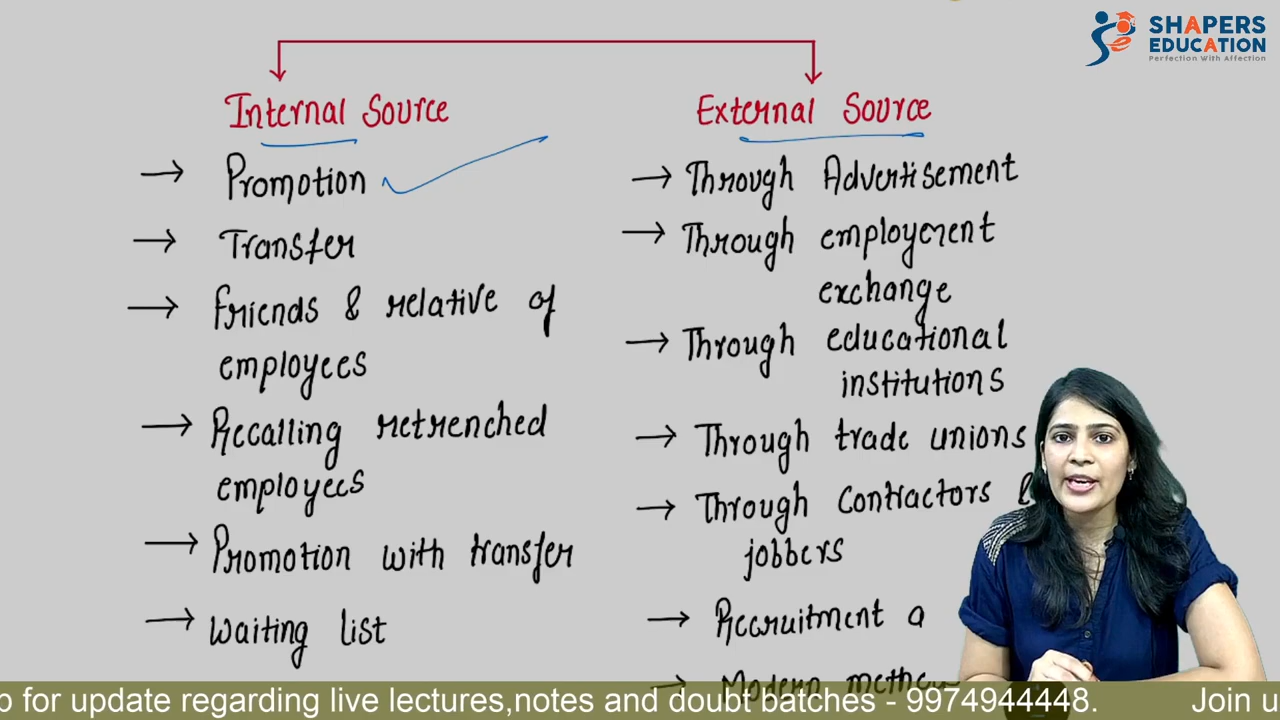 SHAPERS
EDUCATION
Perfection With Affection
Internal Source
Promotion
Transfer
Friends & relative of
employees
Recalling retrenched
employees
Promotion with transfer
Waiting list
External Source
Through Advertisement
Through employement
exchange
Through educational
institutions
Through trade unions
Through Contractors &
jobbers
Recruitment a
Modern
p for update regarding live lectures,notes and doubt batches - 9974944448. Join u